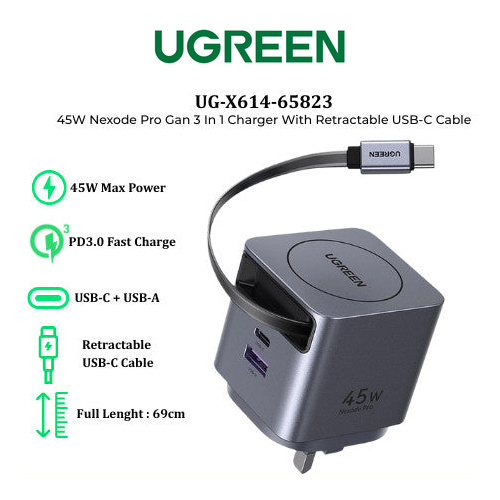 UGREEN
UG-X614-65823
45W Nexode Pro Gan 3 In 1 Charger With Retractable USB-C Cable
UGREEN
45W Max Power
3
PD3.0 Fast Charge
UGREEN
USB-C + USB-A
Retractable
USB-C Cable
45W
Nexode Pro
Full Lenght : 69cm